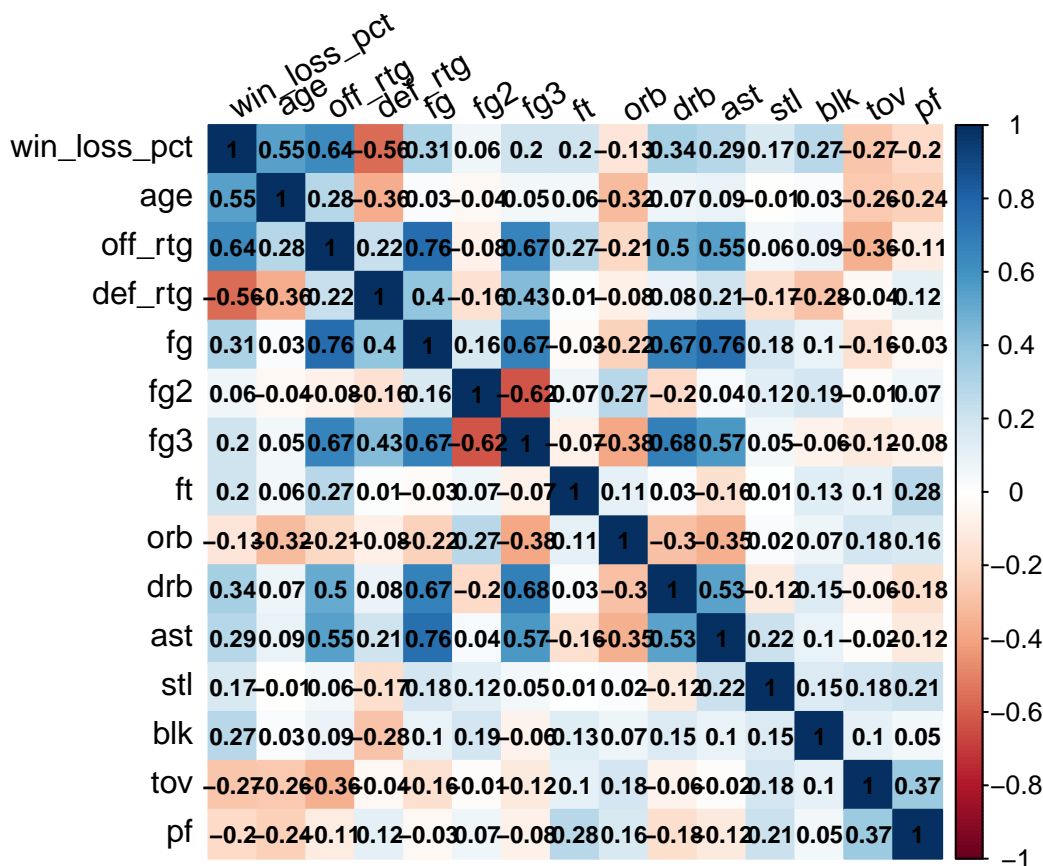 win_loss_pct age off_rtg def_rtg fg fg2 fg3 ft orb drb ast stl blk tov pf
win_loss_pct 1 0.55 0.64 −0.56 0.31 0.06 0.2 0.2 −0.13 0.34 0.29 0.17 0.27 −0.27 −0.2
age 0.55 1 0.28 −0.36 0.03 −0.04 0.05 0.06 −0.32 0.07 0.09 −0.01 0.03 −0.26 −0.24
off_rtg 0.64 0.28 1 0.22 0.76 −0.08 0.67 0.27 −0.21 0.5 0.55 0.06 0.09 −0.36 −0.11
def_rtg −0.56 −0.36 0.22 1 0.4 −0.16 0.43 0.01 −0.08 0.08 0.21 −0.17 −0.28 −0.04 0.12
fg 0.31 0.03 0.76 0.4 1 0.16 0.67 −0.03 −0.22 0.67 0.76 0.18 0.1 −0.16 −0.03
fg2 0.06 −0.04 −0.08 −0.16 0.16 1 −0.62 0.07 0.27 −0.2 0.04 0.12 0.19 −0.01 0.07
fg3 0.2 0.05 0.67 0.43 0.67 −0.62 1 −0.07 −0.38 0.68 0.57 0.05 −0.06 −0.12 −0.08
ft 0.2 0.06 0.27 0.01 −0.03 0.07 −0.07 1 0.11 0.03 −0.16 0.01 0.13 0.1 0.28
orb −0.13 −0.32 −0.21 −0.08 −0.22 0.27 −0.38 0.11 1 −0.3 −0.35 0.02 0.07 0.18 0.16
drb 0.34 0.07 0.5 0.08 0.67 −0.2 0.68 0.03 −0.3 1 0.53 −0.12 0.15 −0.06 −0.18
ast 0.29 0.09 0.55 0.21 0.76 0.04 0.57 −0.16 −0.35 0.53 1 0.22 0.1 −0.02 −0.12
stl 0.17 −0.01 0.06 −0.17 0.18 0.12 0.05 0.01 0.02 −0.12 0.22 1 0.15 0.18 0.21
blk 0.27 0.03 0.09 −0.28 0.1 0.19 −0.06 0.13 0.07 0.15 0.1 0.15 1 0.1 0.05
tov −0.27 −0.26 −0.36 −0.04 −0.16 −0.01 −0.12 0.1 0.18 −0.06 −0.02 0.18 0.1 1 0.37
pf −0.2 −0.24 −0.11 0.12 −0.03 0.07 −0.08 0.28 0.16 −0.18 −0.12 0.21 0.05 0.37 1
1
0.8
0.6
0.4
0.2
0
−0.2
−0.4
−0.6
−0.8
−1